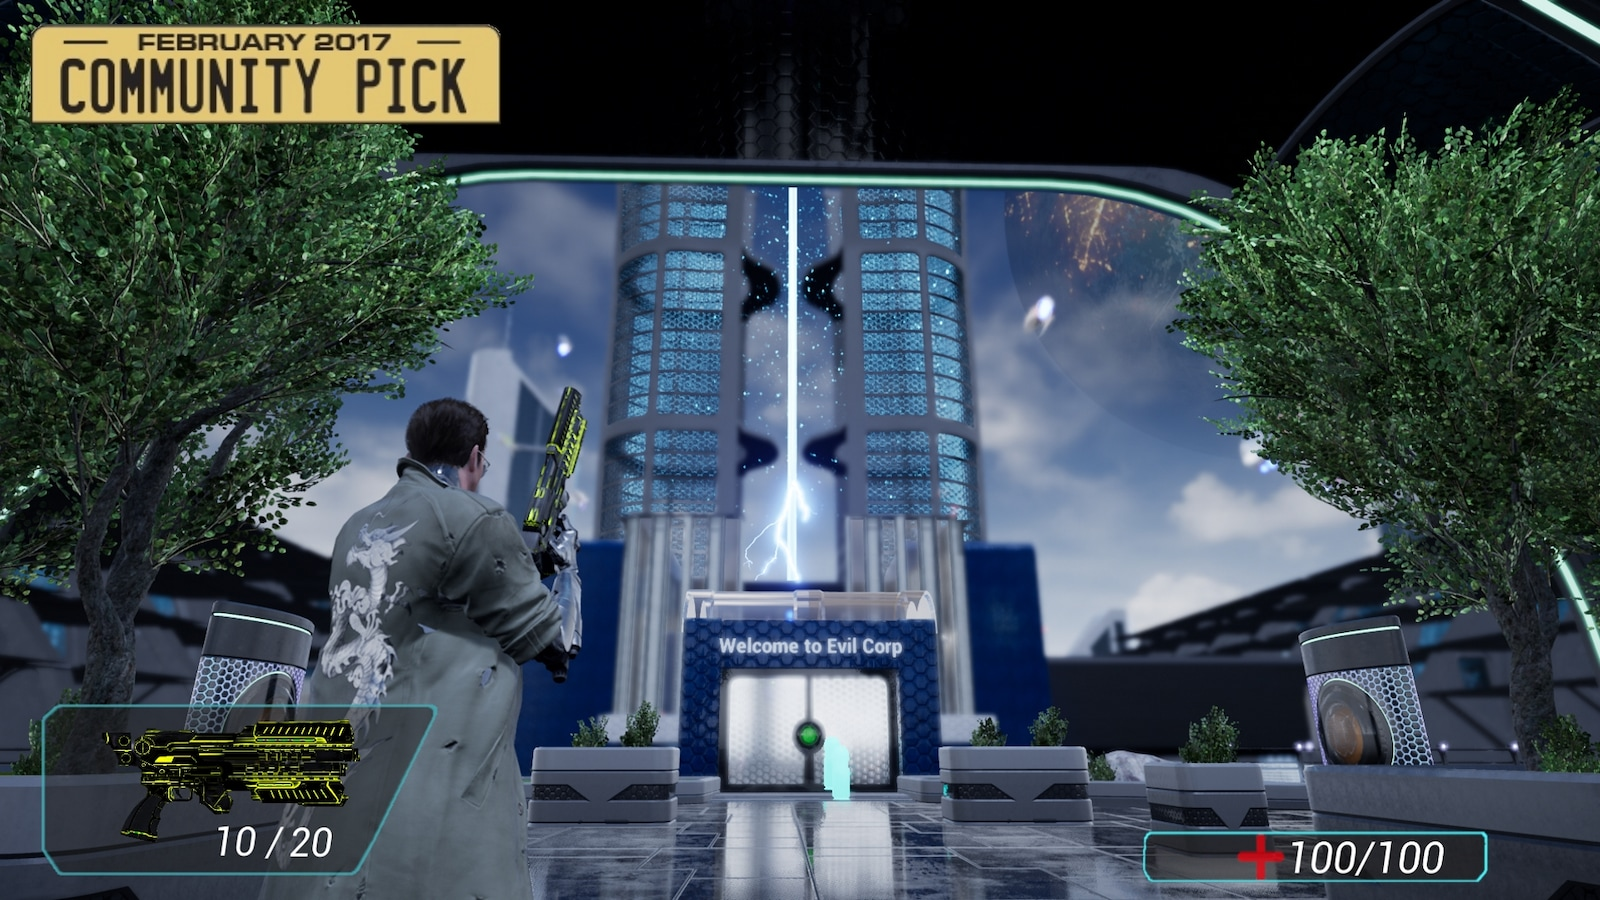 FEBRUARY 2017
COMMUNITY PICK
Welcome to Evil Corp
10 / 20
100/100